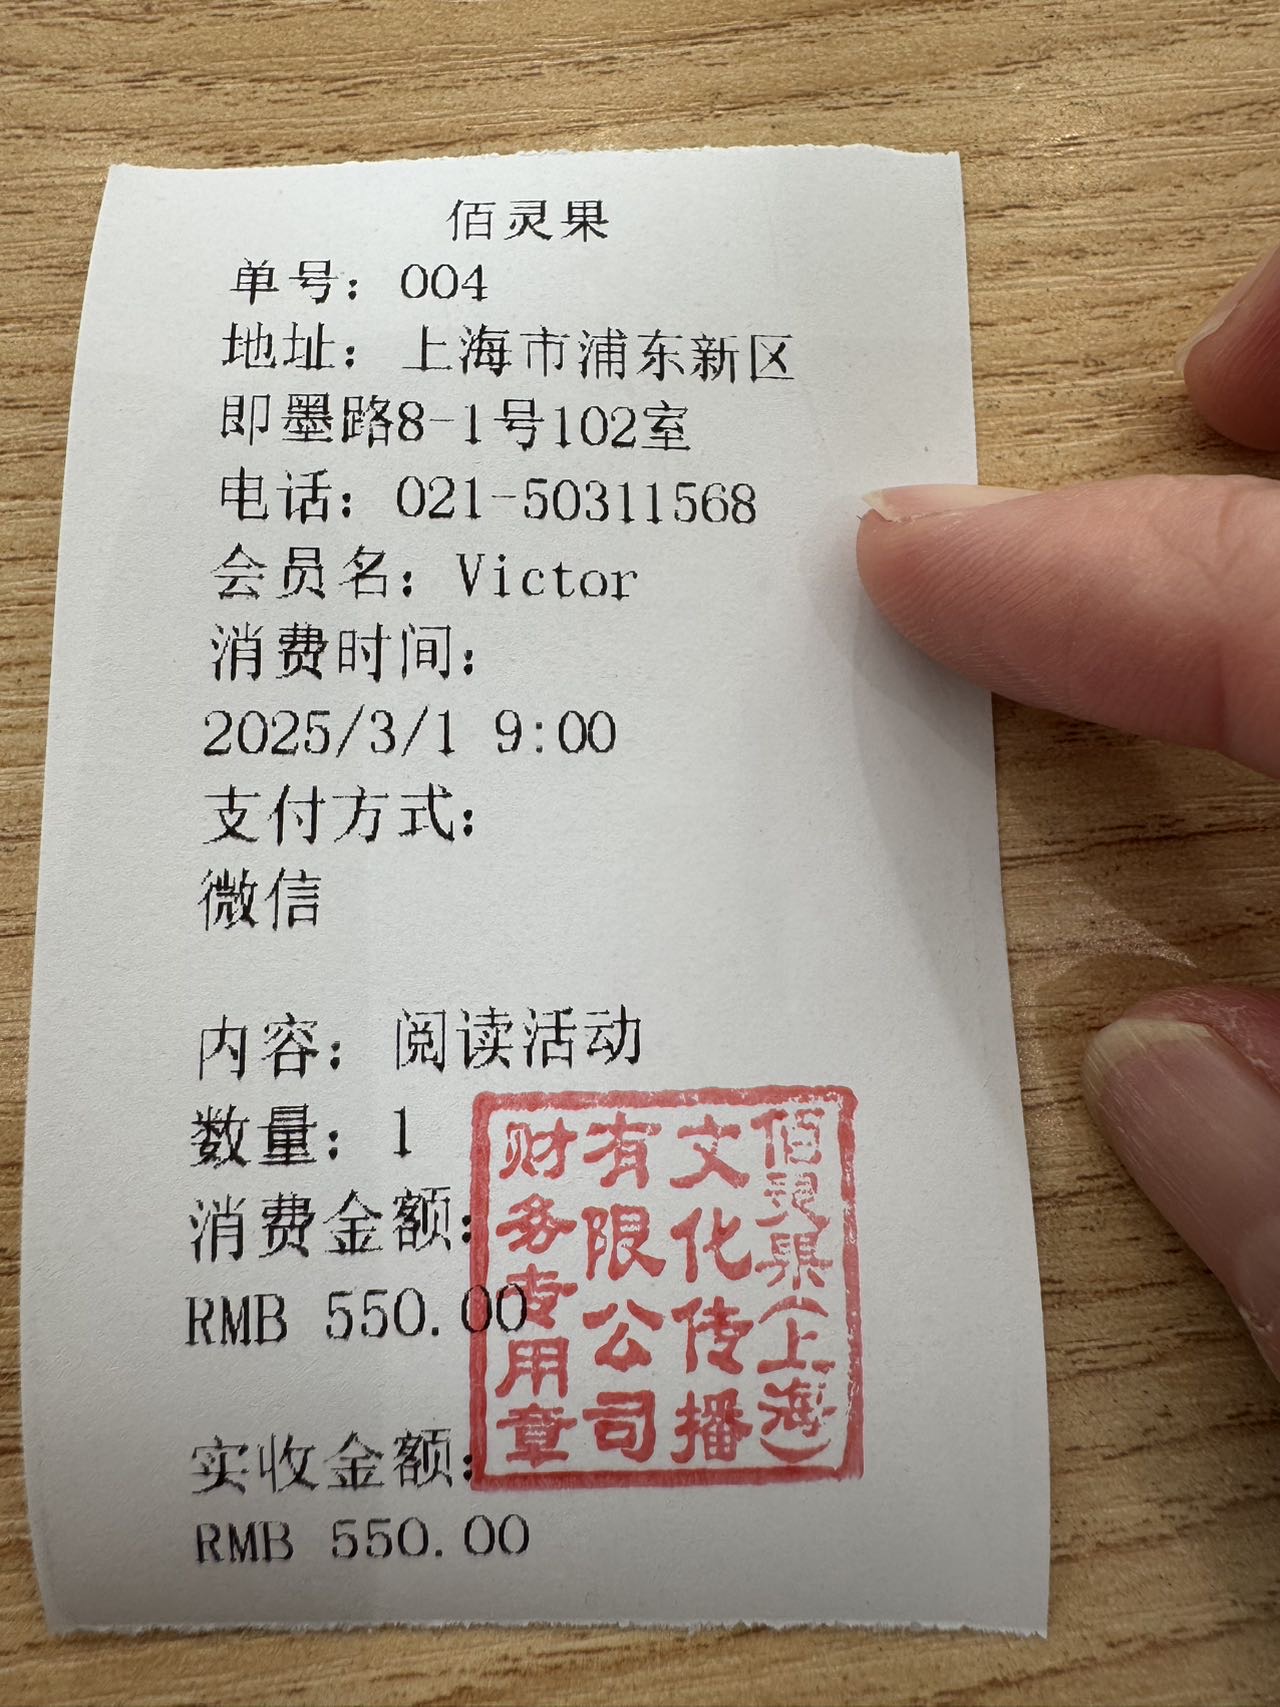 佰灵果
单号：004
地址：上海市浦东新区
即墨路8-1号102室
电话：021-50311568
会员名：Victor
消费时间：
2025/3/1 9:00
支付方式：
微信
内容：阅读活动
数量：1
消费金额：
RMB 550.00
实收金额：
RMB 550.00
佰灵果（上海）
文化传播
有限公司
财务专用章